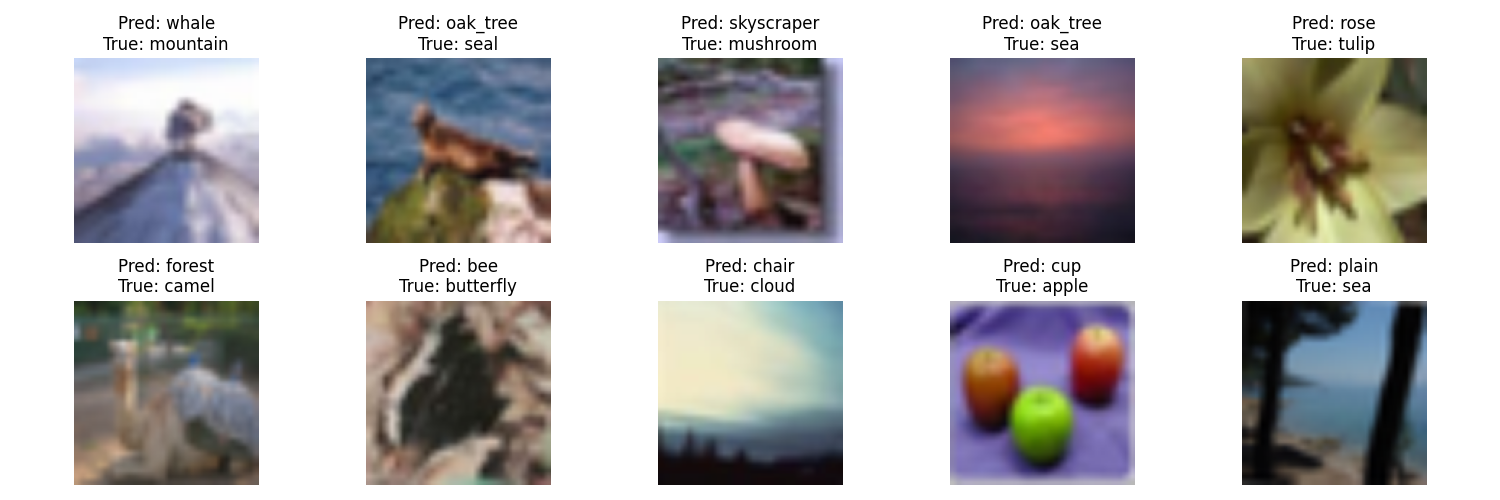 Pred: whale
True: mountain
Pred: oak_tree
True: seal
Pred: skyscraper
True: mushroom
Pred: oak_tree
True: sea
Pred: rose
True: tulip
Pred: forest
True: camel
Pred: bee
True: butterfly
Pred: chair
True: cloud
Pred: cup
True: apple
Pred: plain
True: sea